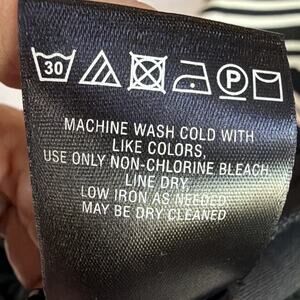 30 P
MACHINE WASH COLD WITH
LIKE COLORS,
USE ONLY NON-CHLORINE BLEACH,
LINE DRY,
LOW IRON AS NEEDED,
MAY BE DRY CLEANED